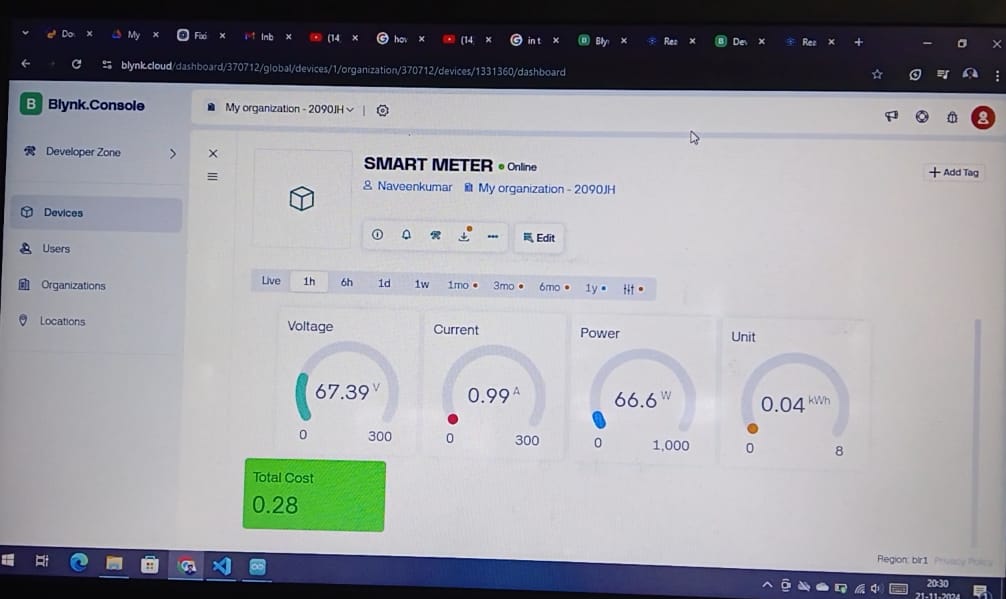 Do
My
Fixi
Inb
(14
hov
(14
in t
Bly
Res
Dev
Res
blynk.cloud/dashboard/370712/global/devices/1/organization/370712/devices/1331360/dashboard
B Blynk.Console
My organization - 2090JH
Developer Zone
Devices
Users
Organizations
Locations
SMART METER Online
Naveenkumar My organization - 2090JH
Add Tag
Edit
Live 1h 6h 1d 1w 1mo 3mo 6mo 1y
Voltage
67.39 V
0 300
Current
0.99 A
0 300
Power
66.6 W
0 1,000
Unit
0.04 kWh
0 8
Total Cost
0.28
Region: blr1 Privacy Policy
20:30
21-11-2024